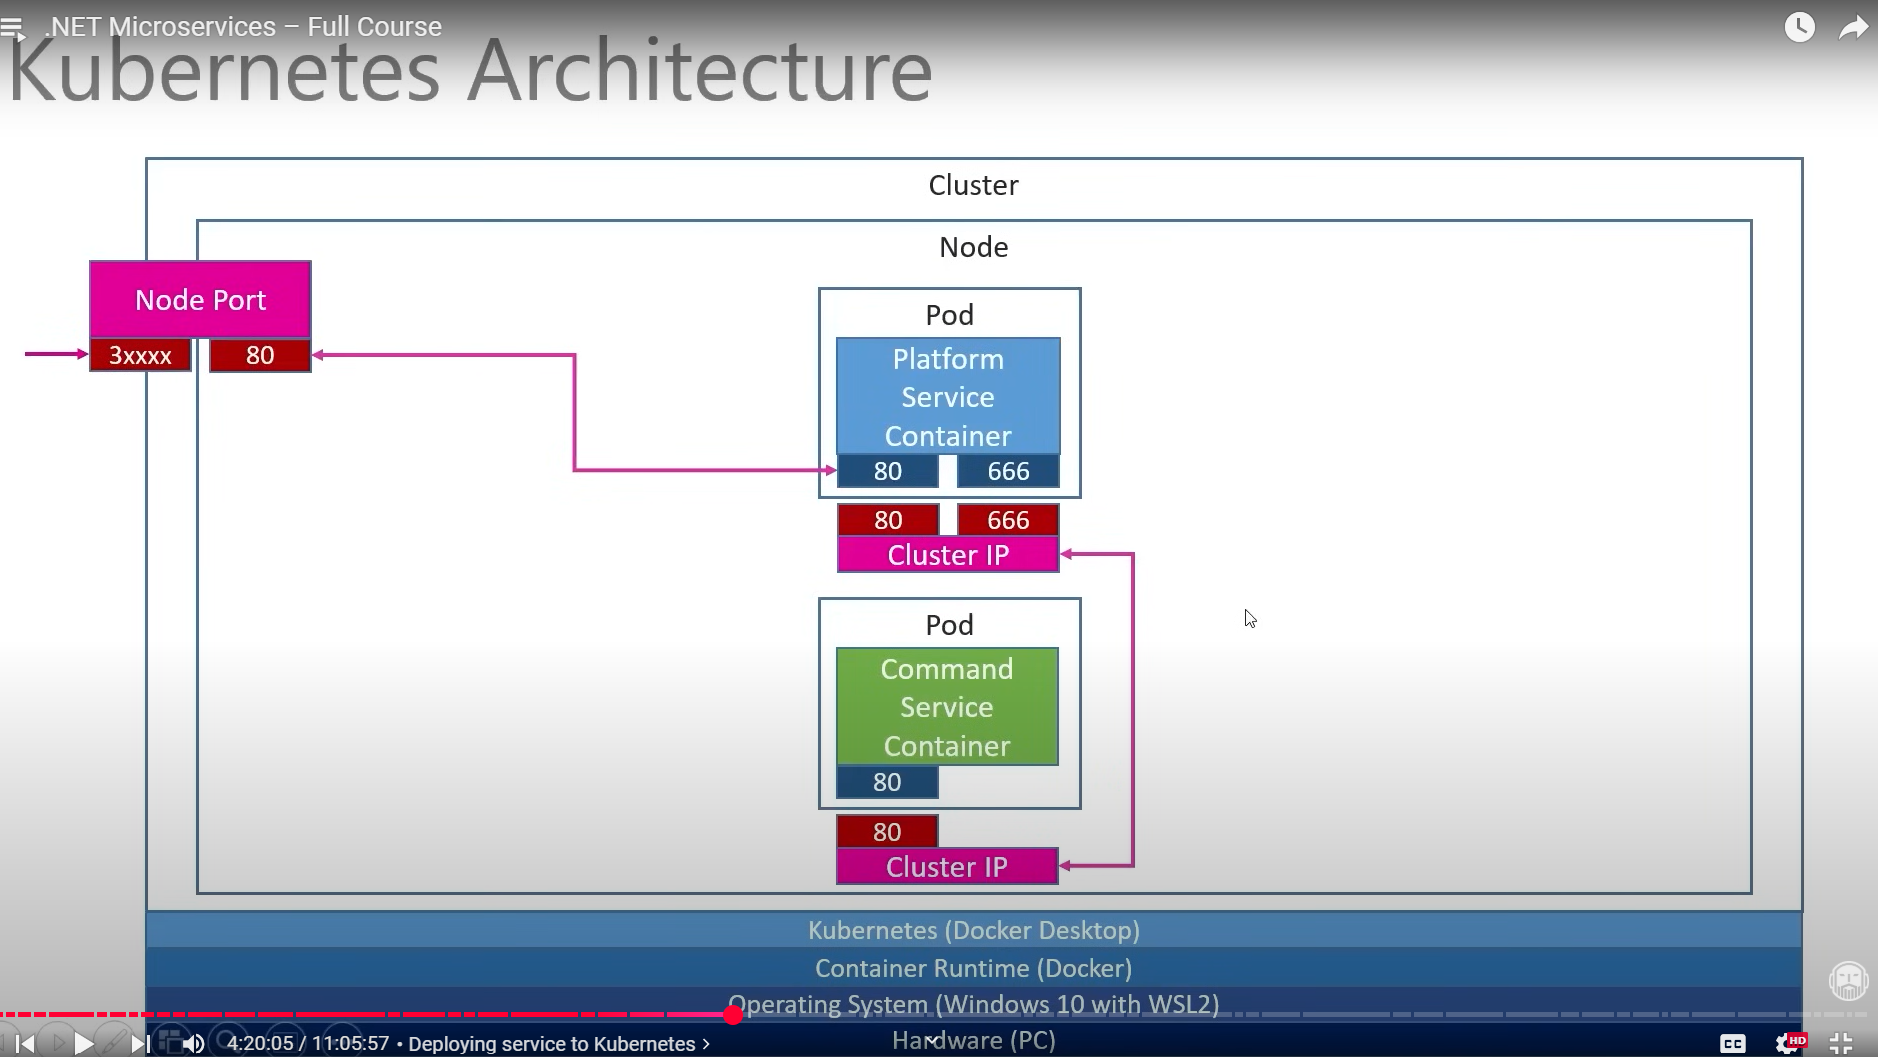 .NET Microservices – Full Course
Kubernetes Architecture
Cluster
Node
Node Port
3xxxx
80
Pod
Platform
Service
Container
80
666
80
666
Cluster IP
Pod
Command
Service
Container
80
80
Cluster IP
Kubernetes (Docker Desktop)
Container Runtime (Docker)
Operating System (Windows 10 with WSL2)
Hardware (PC)
4:20:05 / 11:05:57 • Deploying service to Kubernetes >
CC
HD